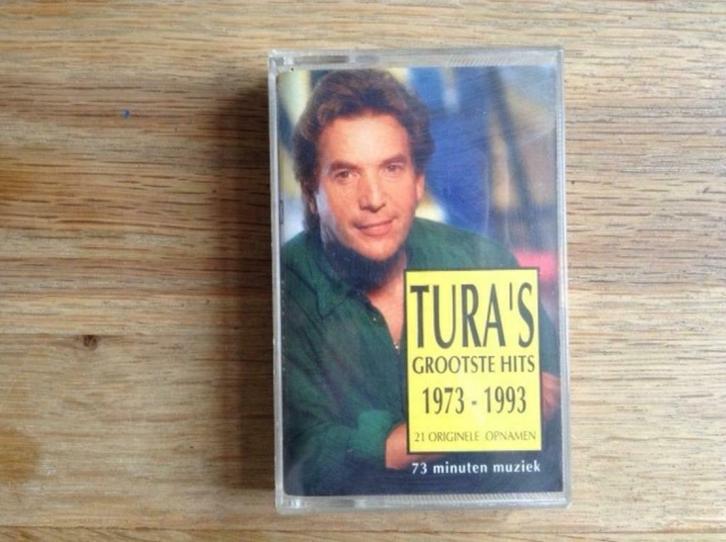 TURA'S
GROOTSTE HITS
1973 - 1993
21 ORIGINELE OPNAMEN
73 minuten muziek